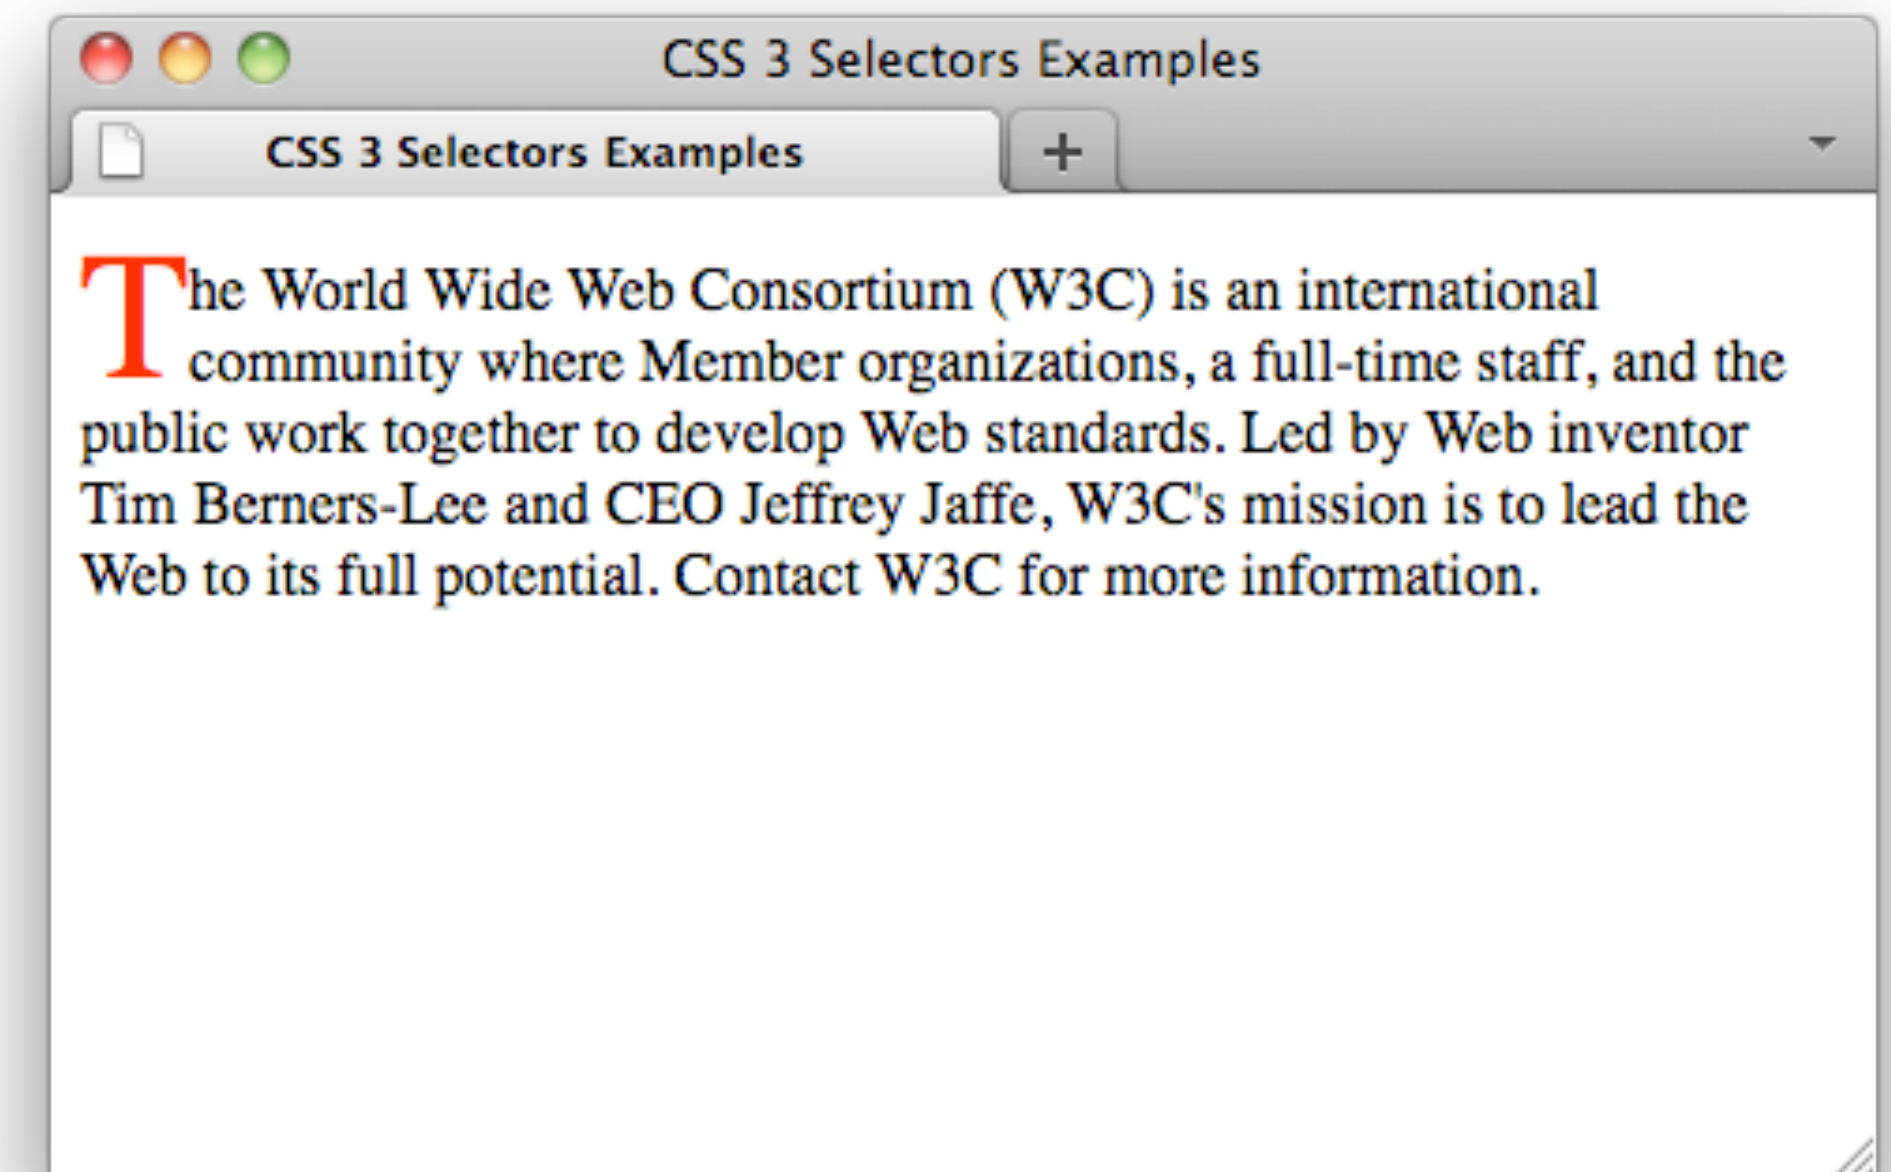 CSS 3 Selectors Examples
CSS 3 Selectors Examples
The World Wide Web Consortium (W3C) is an international
community where Member organizations, a full-time staff, and the
public work together to develop Web standards. Led by Web inventor
Tim Berners-Lee and CEO Jeffrey Jaffe, W3C's mission is to lead the
Web to its full potential. Contact W3C for more information.